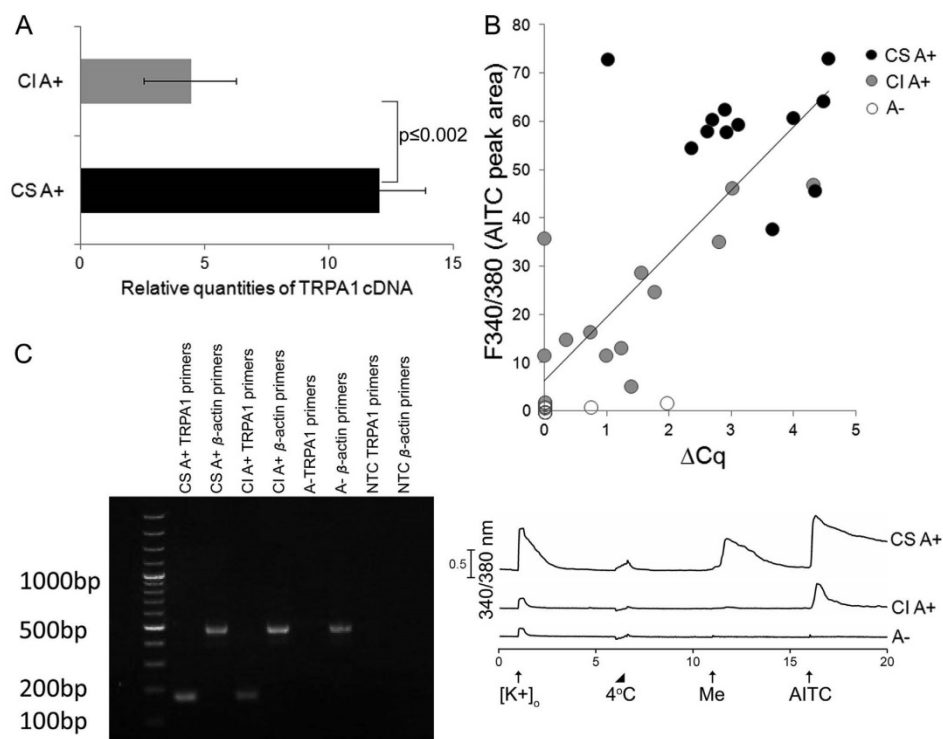 A
CI A+
CS A+
p≤0.002
0
5
10
15
Relative quantities of TRPA1 cDNA
B
80
70
60
50
40
30
20
10
0
F340/380 (AITC peak area)
0
1
2
3
4
5
ΔCq
CS A+
CI A+
A-
C
CS A+ TRPA1 primers
CS A+ β-actin primers
CI A+ TRPA1 primers
CI A+ β-actin primers
A-TRPA1 primers
A- β-actin primers
NTC TRPA1 primers
NTC β-actin primers
1000bp
500bp
200bp
100bp
0.5
340/380 nm
CS A+
CI A+
A-
0
5
10
15
20
[K+]o
4°C
Me
AITC